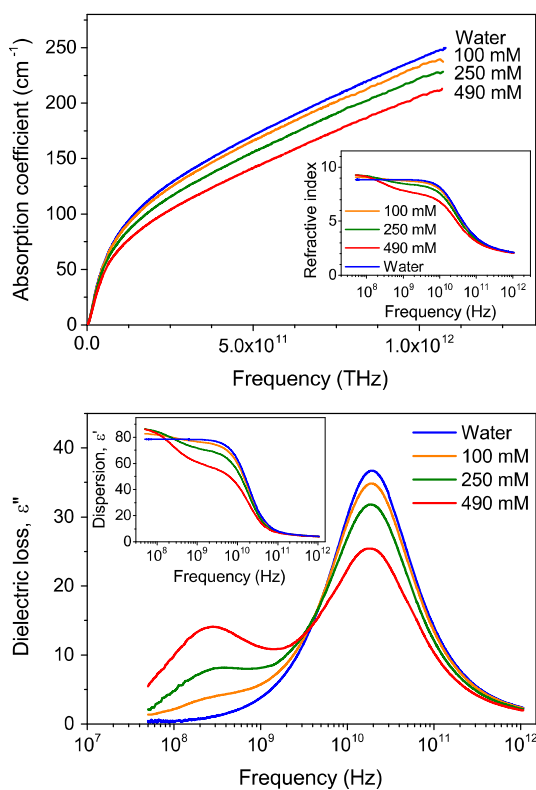 Absorption coefficient (cm⁻¹)
250
200
150
100
50
0
Water
100 mM
250 mM
490 mM
Refractive index
10
5
0
100 mM
250 mM
490 mM
Water
10⁸ 10⁹ 10¹⁰ 10¹¹ 10¹²
Frequency (Hz)
0.0 5.0x10¹¹ 1.0x10¹²
Frequency (THz)
Dielectric loss, ε"
40
30
20
10
0
Dispersion, ε'
80
60
40
20
0
10⁸ 10⁹ 10¹⁰ 10¹¹ 10¹²
Frequency (Hz)
Water
100 mM
250 mM
490 mM
10⁷ 10⁸ 10⁹ 10¹⁰ 10¹¹ 10¹²
Frequency (Hz)